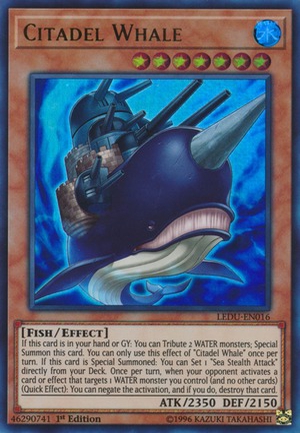 CITADEL WHALE
LEDU-EN016
[FISH/EFFECT]
If this card is in your hand or GY: You can Tribute 2 WATER monsters; Special
Summon this card. You can only use this effect of "Citadel Whale" once per
turn. If this card is Special Summoned: You can Set 1 "Sea Stealth Attack"
directly from your Deck. Once per turn, when your opponent activates a
card or effect that targets 1 WATER monster you control (and no other cards)
(Quick Effect): You can negate the activation, and if you do, destroy that card.
ATK/2350 DEF/2150
46290741 1st Edition ©1996 KAZUKI TAKAHASHI